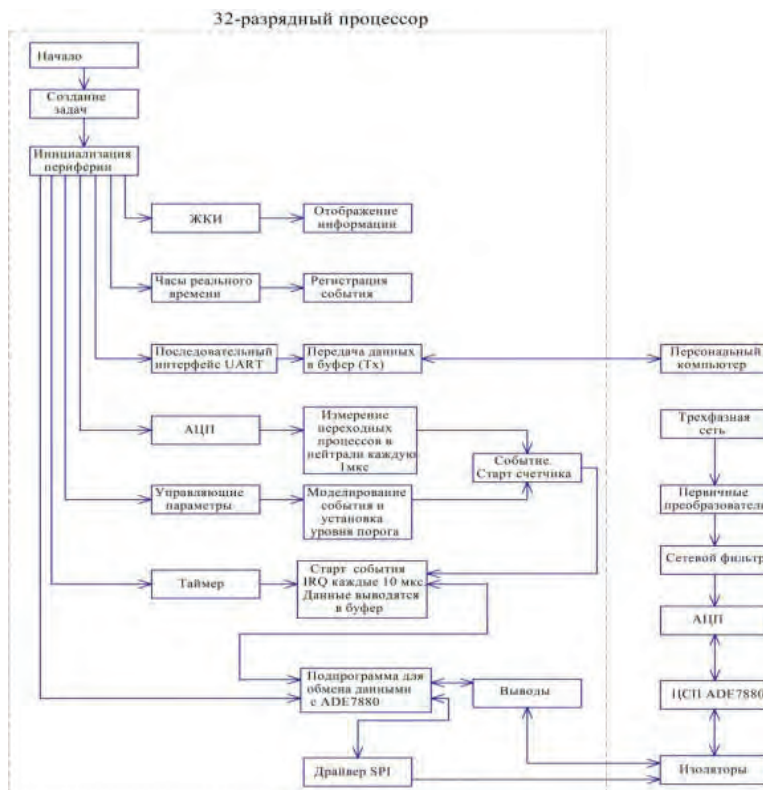 32-разрядный процессор
Начало
Создание
задач
Инициализация
периферии
ЖКИ
Отображение
информации
Часы реального
времени
Регистрация
события
Последовательный
интерфейс UART
Передача данных
в буфер (Тх)
Персональный
компьютер
АЦП
Измерение
переходных
процессов в
нейтрали каждую
1мкс
Событие.
Старт счетчика
Трехфазная
сеть
Управляющие
параметры
Моделирование
события и
установка
уровня порога
Первичные
преобразователи
Таймер
Старт события
IRQ каждые 10 мкс.
Данные выводятся
в буфер
Сетевой фильтр
АЦП
Подпрограмма для
обмена данными
с ADE7880
Выводы
ЦСП ADE7880
Драйвер SPI
Изоляторы